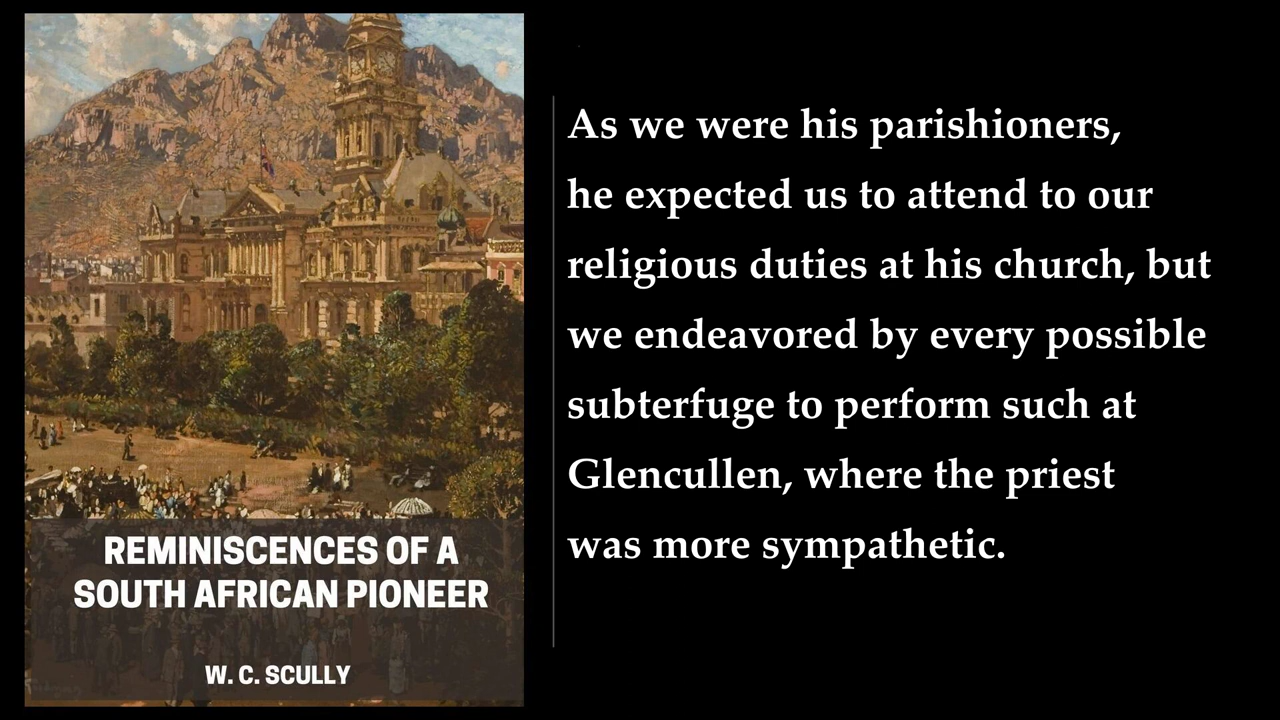 REMINISCENCES OF A
SOUTH AFRICAN PIONEER
W. C. SCULLY
As we were his parishioners,
he expected us to attend to our
religious duties at his church, but
we endeavored by every possible
subterfuge to perform such at
Glencullen, where the priest
was more sympathetic.